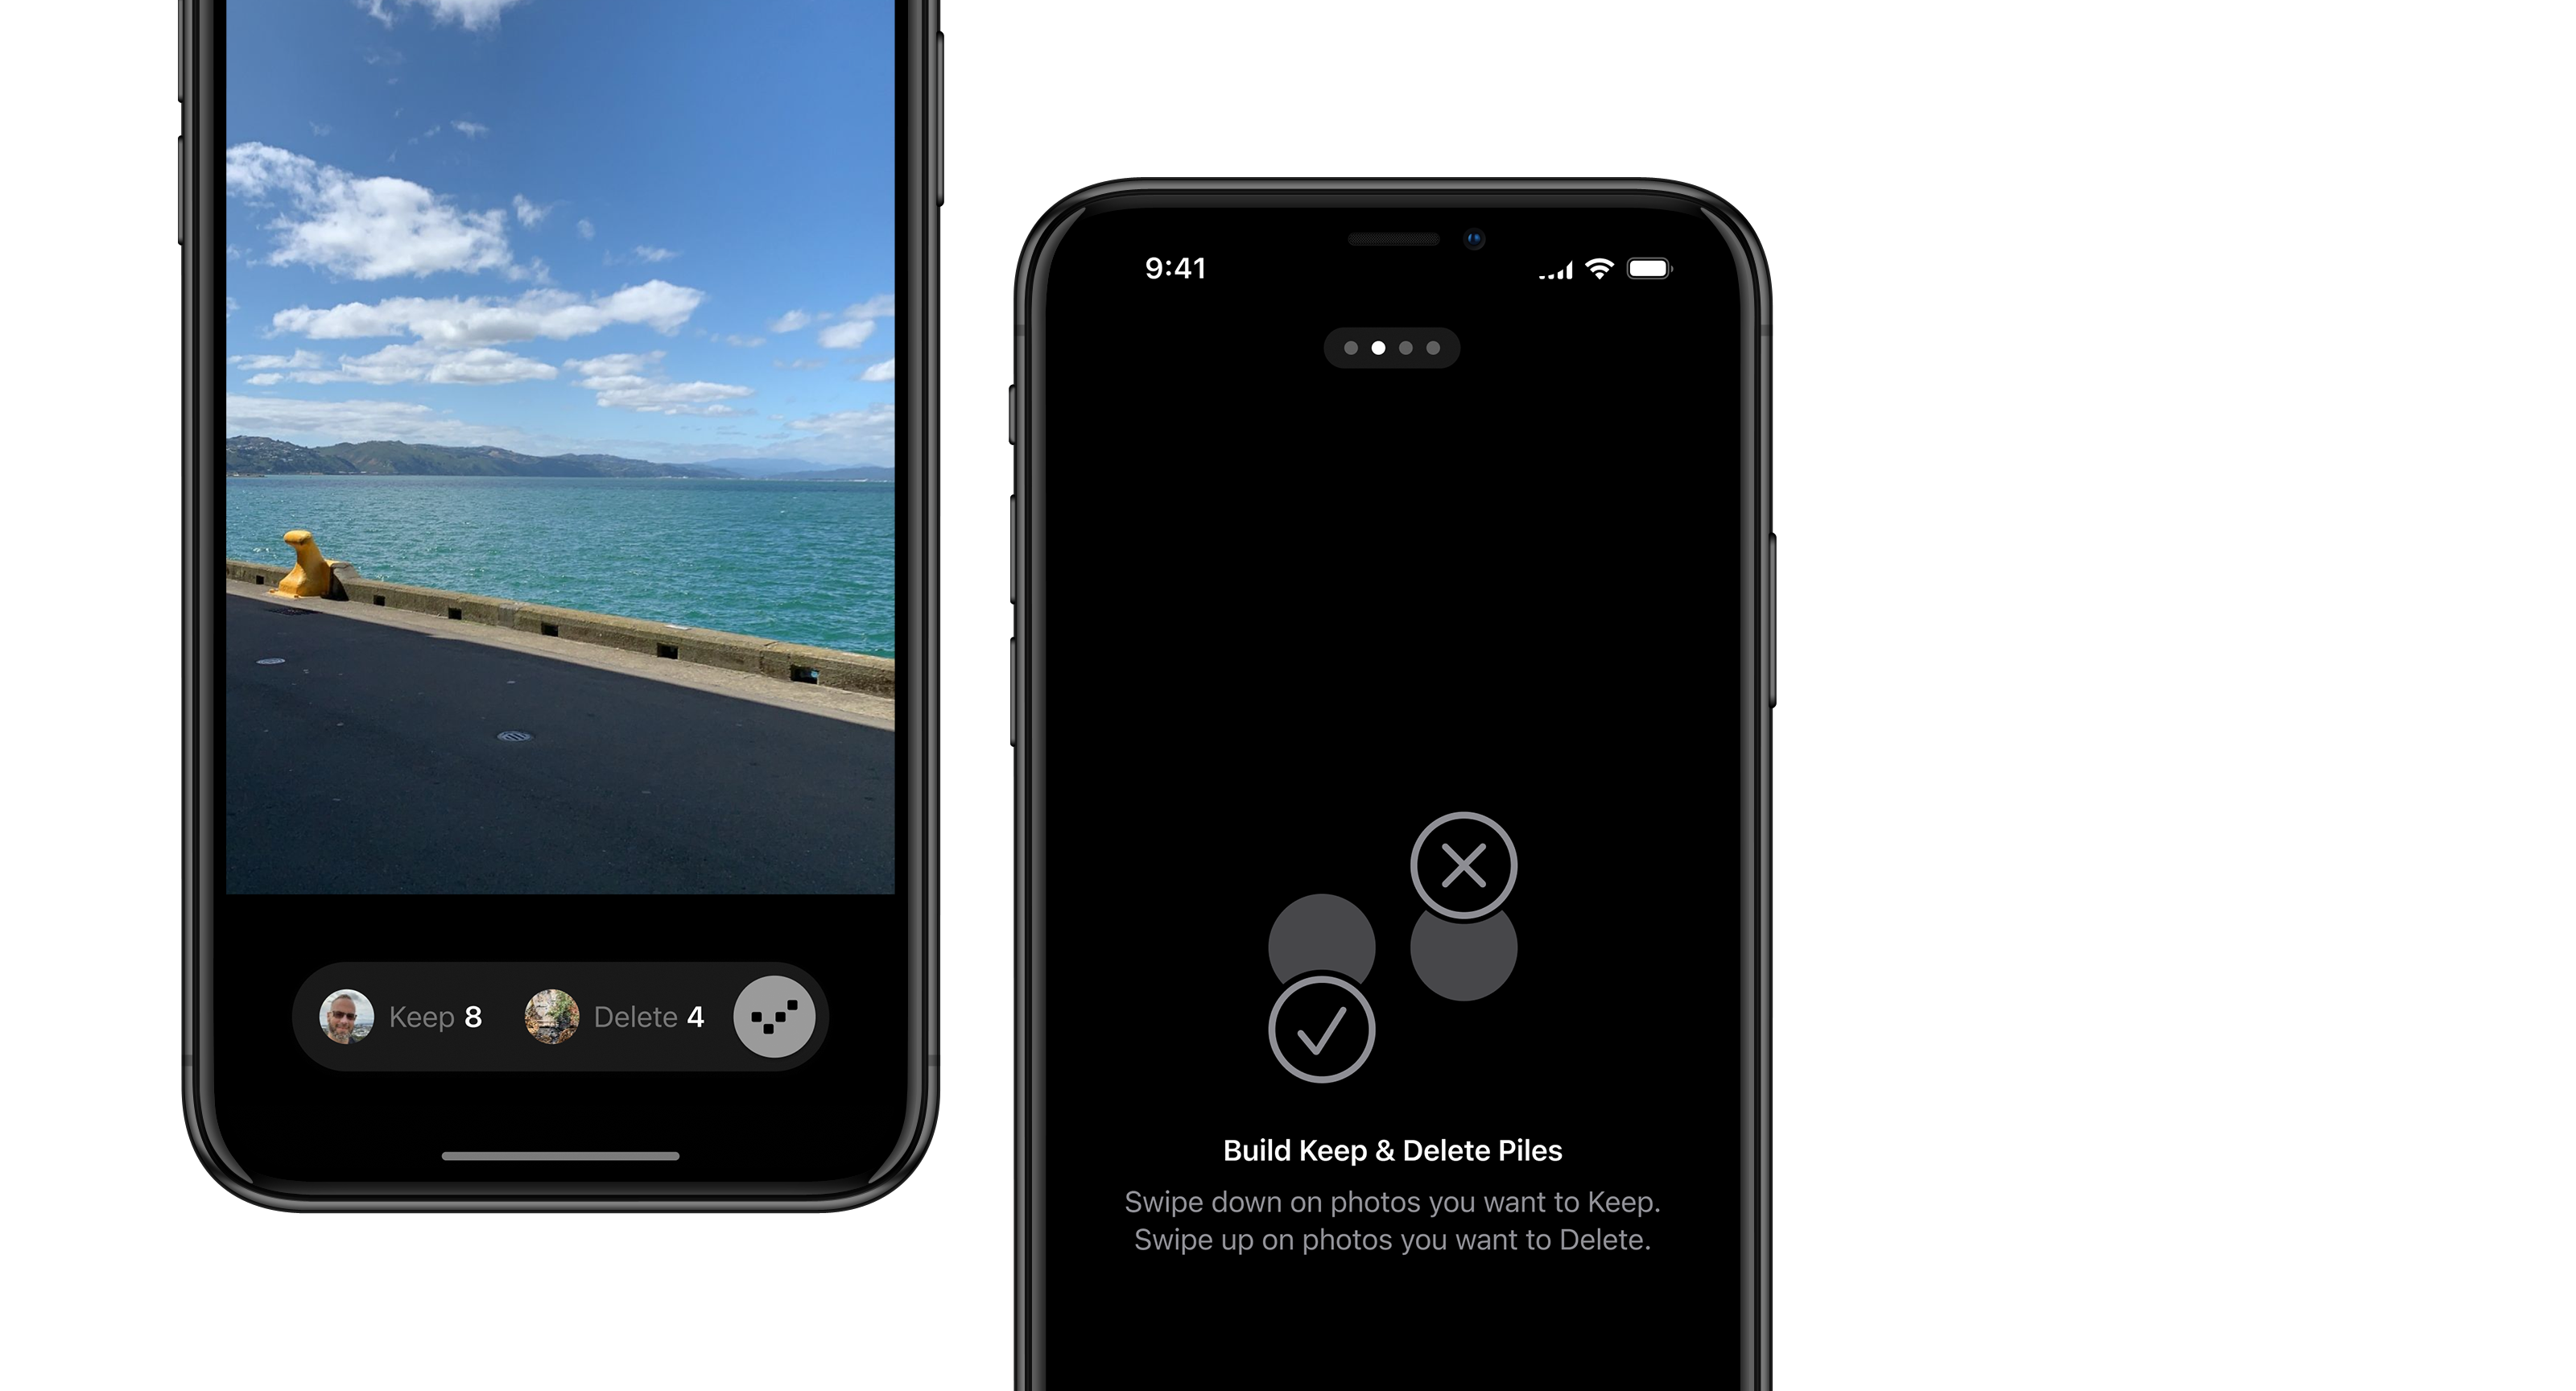 Keep 8 Delete 4
9:41
Build Keep & Delete Piles
Swipe down on photos you want to Keep.
Swipe up on photos you want to Delete.